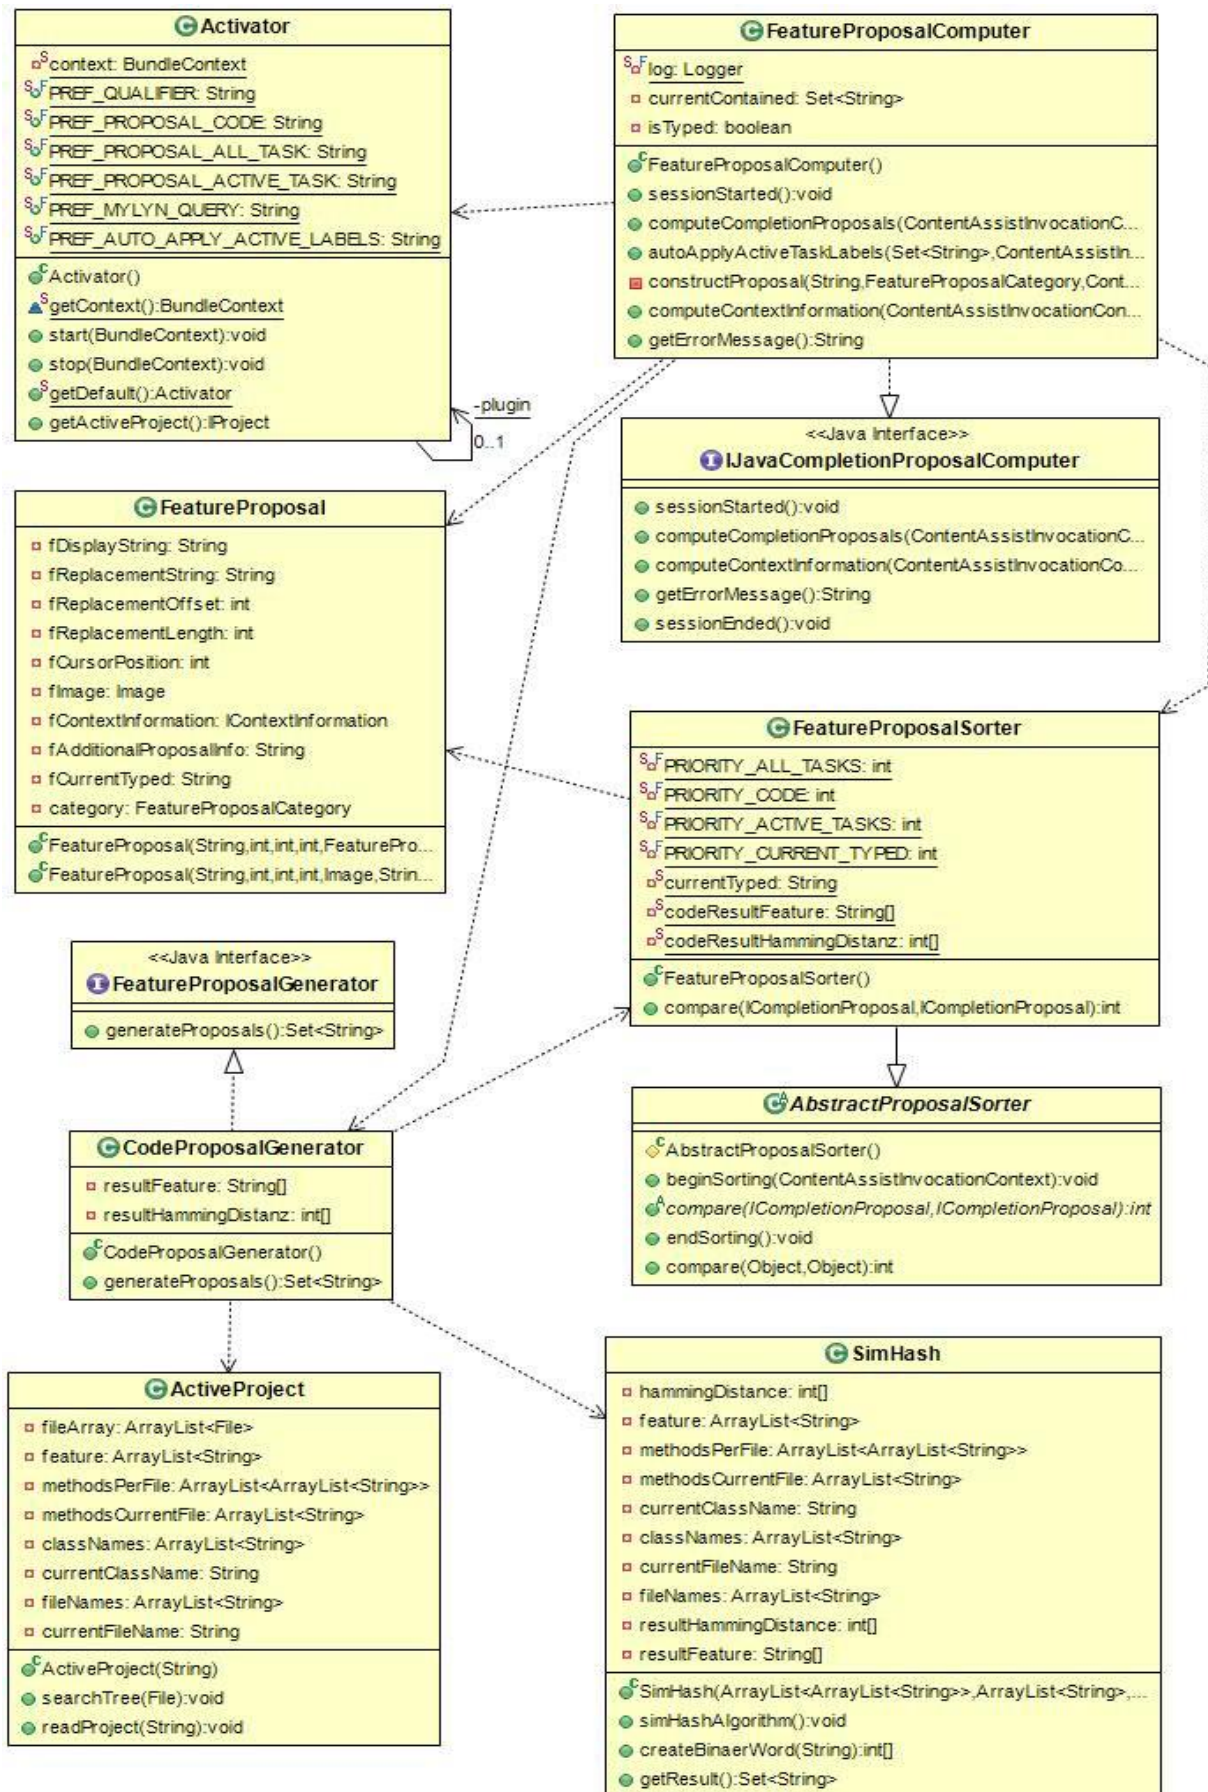 Activator
context: BundleContext
PREF_QUALIFIER: String
PREF_PROPOSAL_CODE: String
PREF_PROPOSAL_ALL_TASK: String
PREF_PROPOSAL_ACTIVE_TASK: String
PREF_MYLYN_QUERY: String
PREF_AUTO_APPLY_ACTIVE_LABELS: String
Activator()
getContext():BundleContext
start(BundleContext):void
stop(BundleContext):void
getDefault():Activator
getActiveProject():IProject
-plugin
0..1
FeatureProposalComputer
log: Logger
currentContained: Set<String>
isTyped: boolean
FeatureProposalComputer()
sessionStarted():void
computeCompletionProposals(ContentAssistInvocationC...
autoApplyActiveTaskLabels(Set<String>,ContentAssistIn...
constructProposal(String,FeatureProposalCategory,Cont...
computeContextInformation(ContentAssistInvocationCon...
getErrorMessage():String
<<Java Interface>>
IJavaCompletionProposalComputer
sessionStarted():void
computeCompletionProposals(ContentAssistInvocationC...
computeContextInformation(ContentAssistInvocationCo...
getErrorMessage():String
sessionEnded():void
FeatureProposal
fDisplayString: String
fReplacementString: String
fReplacementOffset: int
fReplacementLength: int
fCursorPosition: int
fImage: Image
fContextInformation: IContextInformation
fAdditionalProposalInfo: String
fCurrentTyped: String
category: FeatureProposalCategory
FeatureProposal(String,int,int,int,FeaturePro...
FeatureProposal(String,int,int,int,Image,Strin...
FeatureProposalSorter
PRIORITY_ALL_TASKS: int
PRIORITY_CODE: int
PRIORITY_ACTIVE_TASKS: int
PRIORITY_CURRENT_TYPED: int
currentTyped: String
codeResultFeature: String[]
codeResultHammingDistanz: int[]
FeatureProposalSorter()
compare(ICompletionProposal,ICompletionProposal):int
<<Java Interface>>
FeatureProposalGenerator
generateProposals():Set<String>
AbstractProposalSorter
AbstractProposalSorter()
beginSorting(ContentAssistInvocationContext):void
compare(ICompletionProposal,ICompletionProposal):int
endSorting():void
compare(Object,Object):int
CodeProposalGenerator
resultFeature: String[]
resultHammingDistanz: int[]
CodeProposalGenerator()
generateProposals():Set<String>
ActiveProject
fileArray: ArrayList<File>
feature: ArrayList<String>
methodsPerFile: ArrayList<ArrayList<String>>
methodsCurrentFile: ArrayList<String>
classNames: ArrayList<String>
currentClassName: String
fileNames: ArrayList<String>
currentFileName: String
ActiveProject(String)
searchTree(File):void
readProject(String):void
SimHash
hammingDistance: int[]
feature: ArrayList<String>
methodsPerFile: ArrayList<ArrayList<String>>
methodsCurrentFile: ArrayList<String>
currentClassName: String
classNames: ArrayList<String>
currentFileName: String
fileNames: ArrayList<String>
resultHammingDistance: int[]
resultFeature: String[]
SimHash(ArrayList<ArrayList<String>>,ArrayList<String>,...
simHashAlgorithm():void
createBinaerWord(String):int[]
getResult():Set<String>